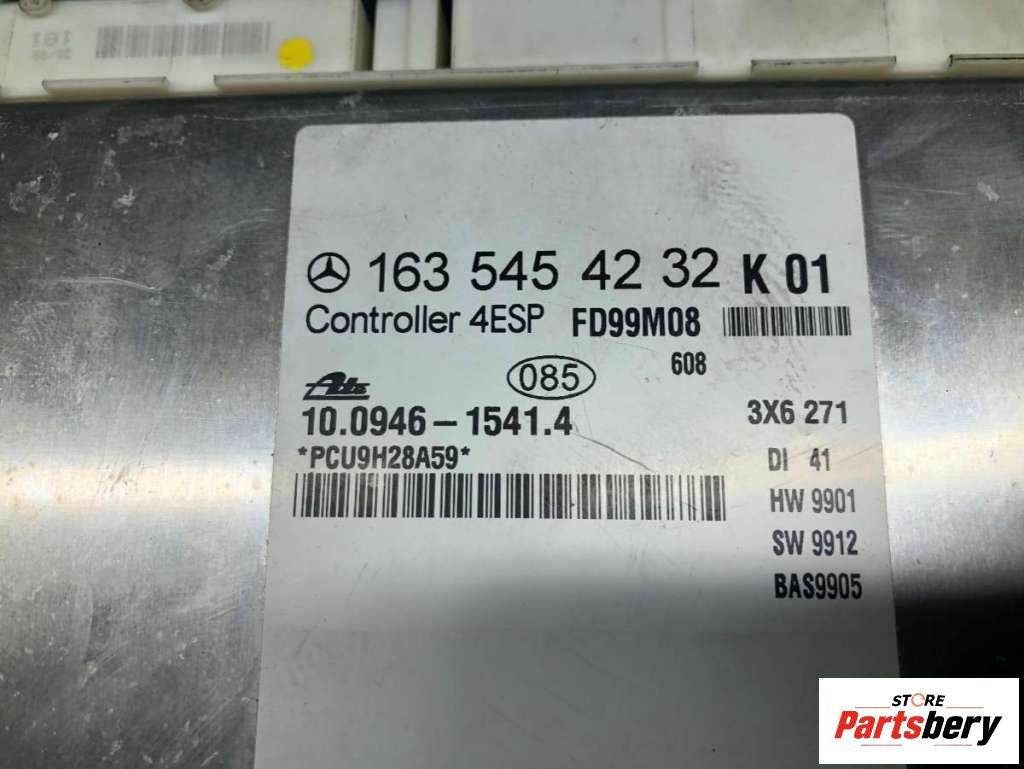 161
163 545 42 32 K 01
Controller 4ESP FD99M08
608
Ate 085
10.0946-1541.4 3X6 271
*PCU9H28A59*
DI 41
HW 9901
SW 9912
BAS9905
STORE
Partsbery